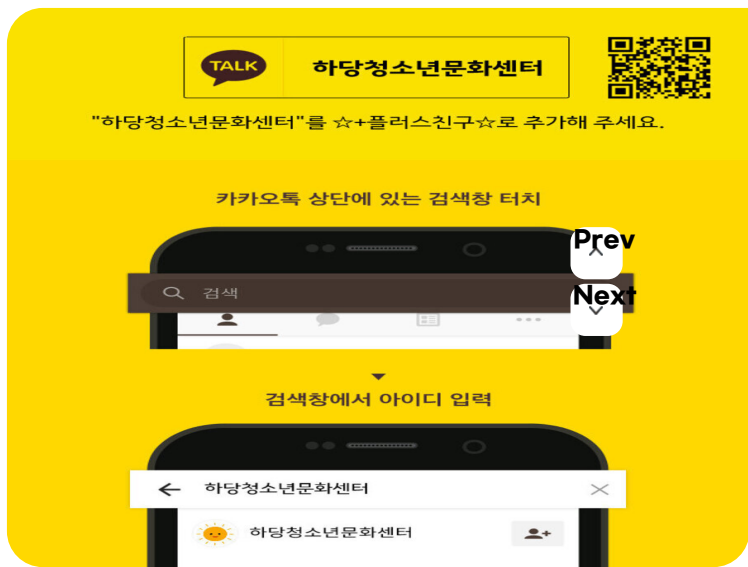 TALK 하당청소년문화센터
"하당청소년문화센터"를 ☆+플러스친구☆로 추가해 주세요.
카카오톡 상단에 있는 검색창 터치
Prev
검색
Next
검색창에서 아이디 입력
하당청소년문화센터
하당청소년문화센터